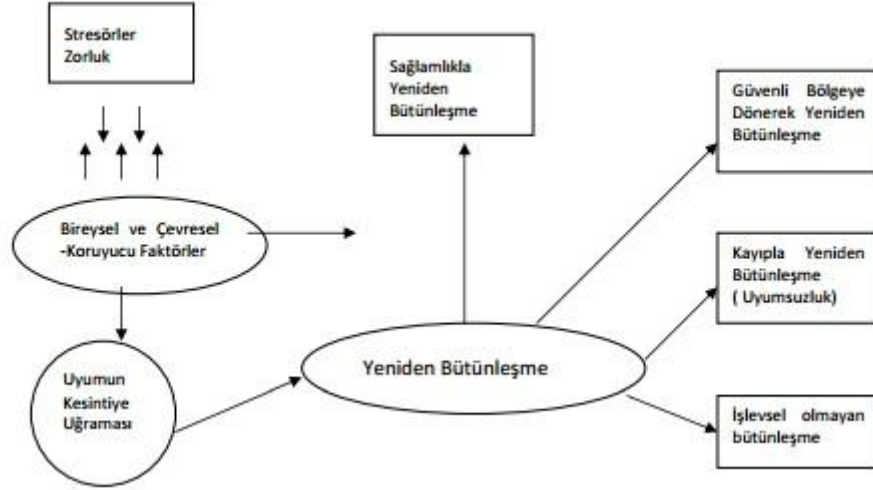 Stresörler
Zorluk
Sağlamlıkla
Yeniden
Bütünleşme
Güvenli Bölgeye
Dönerek Yeniden
Bütünleşme
Bireysel ve Çevresel
-Koruyucu Faktörler
Kayıpla Yeniden
Bütünleşme
( Uyumsuzluk)
Uyumun
Kesintiye
Uğraması
Yeniden Bütünleşme
İşlevsel olmayan
bütünleşme